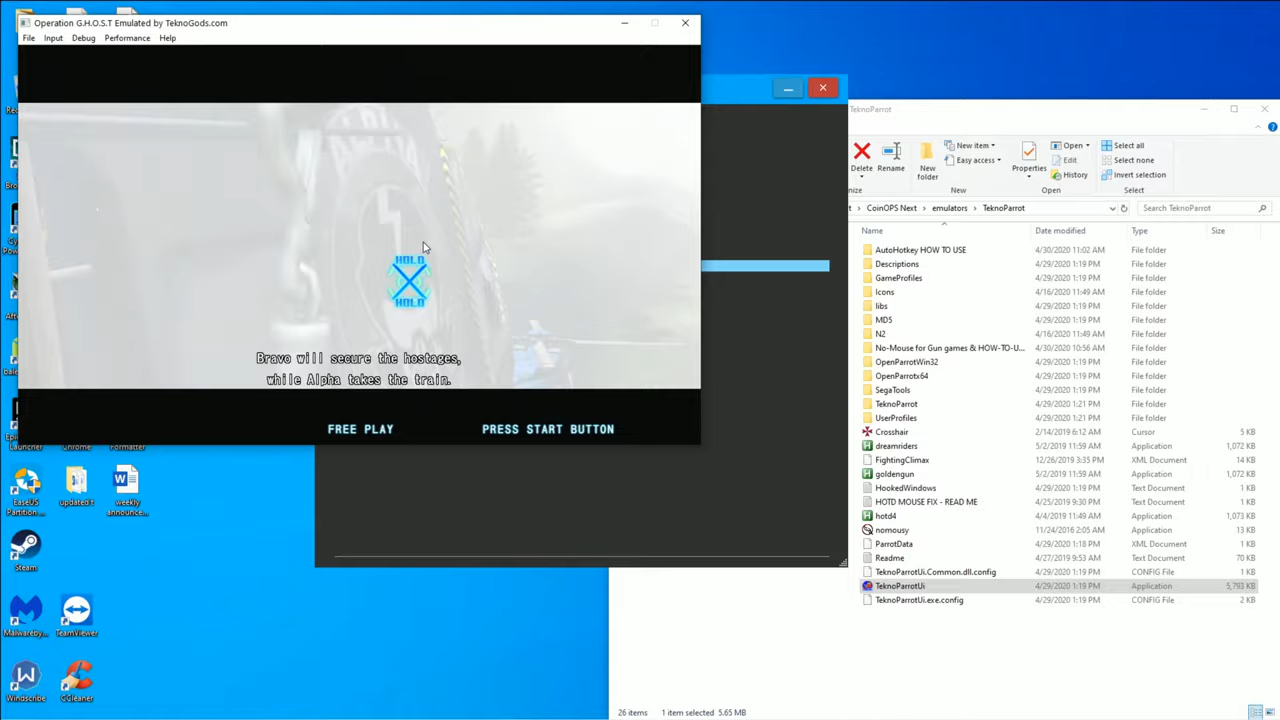 Operation G.H.O.S.T Emulated by TeknoGods.com
File Input Debug Performance Help
HOLD
HOLD
Bravo will secure the hostages,
while Alpha takes the train.
FREE PLAY PRESS START BUTTON
Launcher Chrome Formatter
EaseUS
Partition ...
updatedt
weekly
announce...
Steam
Malwareby...
TeamViewer
Windscribe
CCleaner
TeknoParrot
Delete
Rename
New
folder
New item
Easy access
Properties
Open
Edit
History
Select all
Select none
Invert selection
New Open Select
CoinOPS Next > emulators > TeknoParrot
Search TeknoParrot
Name Date modified Type Size
AutoHotkey HOW TO USE 4/30/2020 11:02 AM File folder
Descriptions 4/29/2020 1:19 PM File folder
GameProfiles 4/29/2020 1:19 PM File folder
Icons 4/16/2020 11:49 AM File folder
libs 4/29/2020 1:19 PM File folder
MD5 4/29/2020 1:19 PM File folder
N2 4/16/2020 11:49 AM File folder
No-Mouse for Gun games & HOW-TO-U... 4/30/2020 10:56 AM File folder
OpenParrotWin32 4/29/2020 1:19 PM File folder
OpenParrotx64 4/29/2020 1:19 PM File folder
SegaTools 4/29/2020 1:19 PM File folder
TeknoParrot 4/29/2020 1:21 PM File folder
UserProfiles 4/29/2020 1:19 PM File folder
Crosshair 2/14/2019 6:12 AM Cursor 5 KB
dreamriders 5/2/2019 11:59 AM Application 1,072 KB
FightingClimax 12/26/2019 3:35 PM XML Document 14 KB
goldengun 5/2/2019 11:59 AM Application 1,072 KB
HookedWindows 4/29/2020 1:19 PM Text Document 1 KB
HOTD MOUSE FIX - READ ME 4/25/2019 9:30 PM Text Document 1 KB
hotd4 4/4/2019 11:49 AM Application 1,073 KB
nomousy 11/24/2016 2:05 AM Application 13 KB
ParrotData 4/29/2020 1:18 PM XML Document 1 KB
Readme 4/27/2019 9:53 AM Text Document 70 KB
TeknoParrotUi.Common.dll.config 4/29/2020 1:19 PM CONFIG File 1 KB
TeknoParrotUi 4/29/2020 1:19 PM Application 5,793 KB
TeknoParrotUi.exe.config 4/29/2020 1:19 PM CONFIG File 2 KB
26 items 1 item selected 5.65 MB